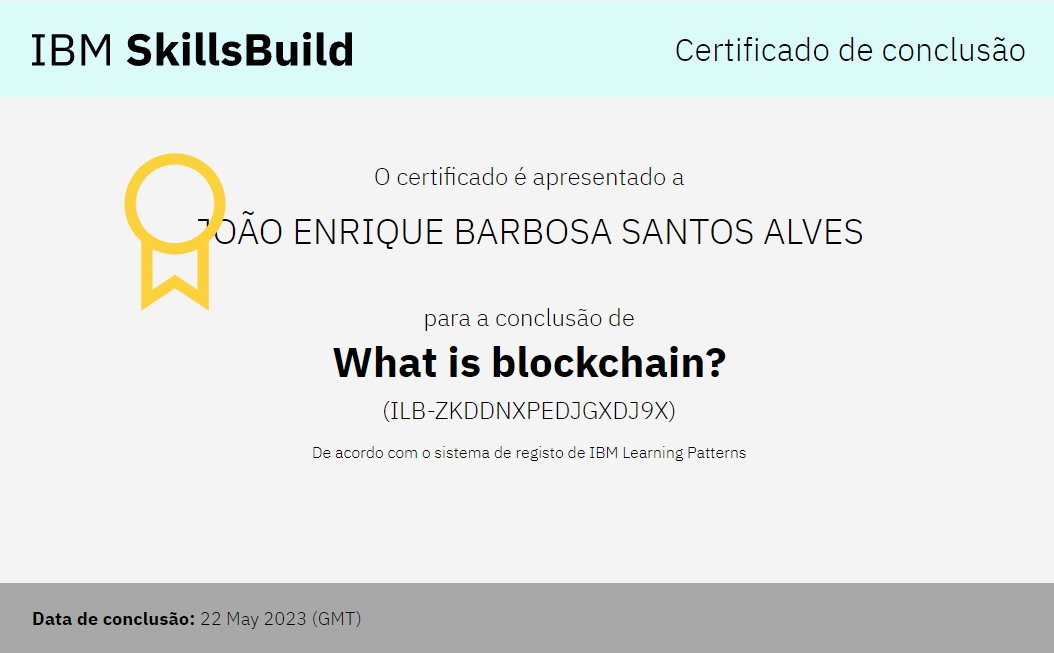 IBM SkillsBuild
Certificado de conclusão
O certificado é apresentado a
JOÃO ENRIQUE BARBOSA SANTOS ALVES
para a conclusão de
What is blockchain?
(ILB-ZKDDNXPEDJGXDJ9X)
De acordo com o sistema de registo de IBM Learning Patterns
Data de conclusão: 22 May 2023 (GMT)